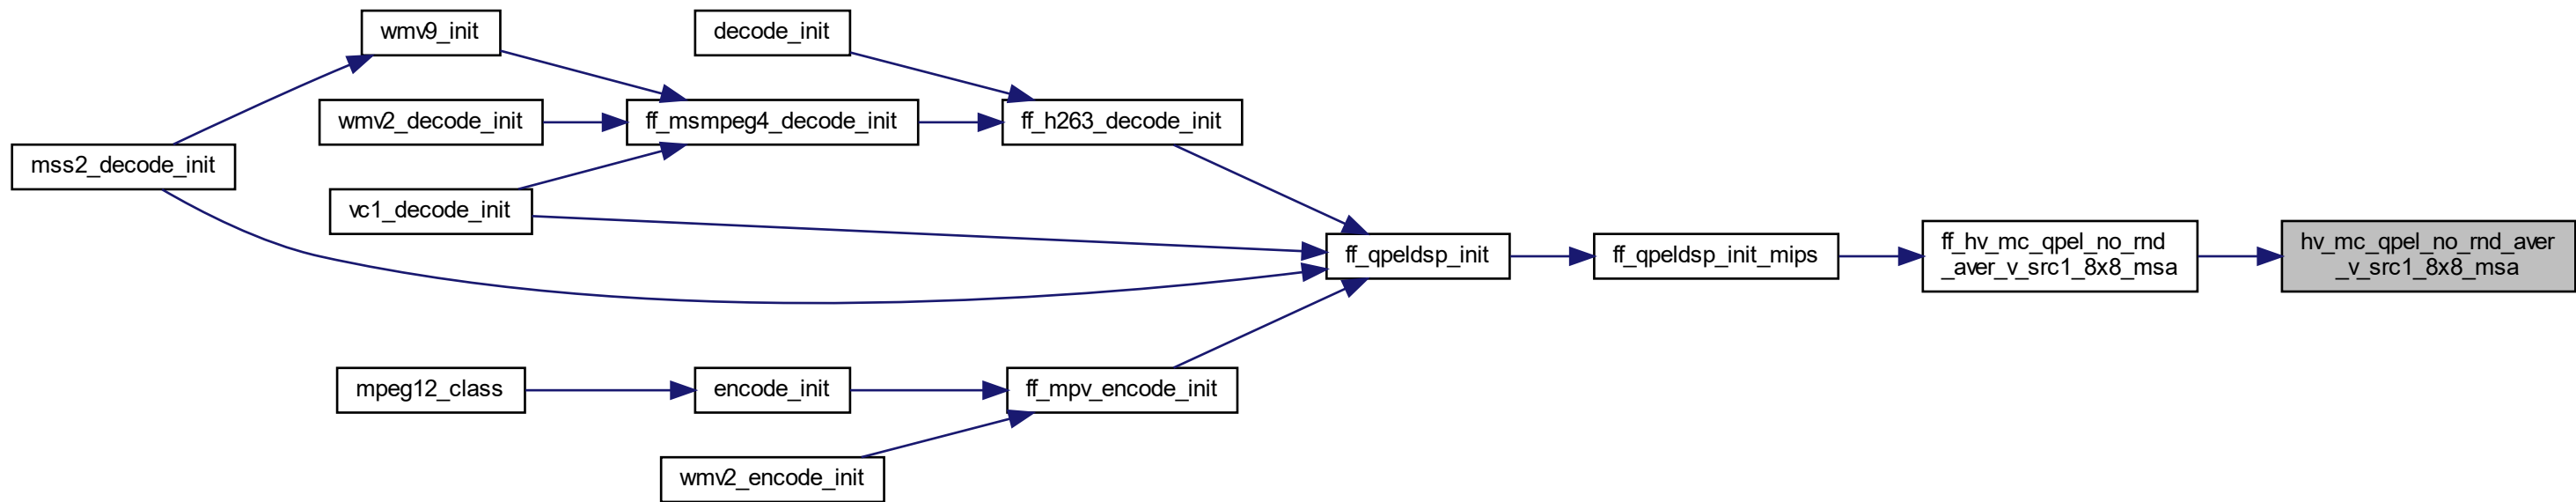 wmv9_init
decode_init
wmv2_decode_init
ff_msmpeg4_decode_init
ff_h263_decode_init
mss2_decode_init
vc1_decode_init
ff_qpeldsp_init
ff_qpeldsp_init_mips
ff_hv_mc_qpel_no_rnd
_aver_v_src1_8x8_msa
hv_mc_qpel_no_rnd_aver
_v_src1_8x8_msa
mpeg12_class
encode_init
ff_mpv_encode_init
wmv2_encode_init